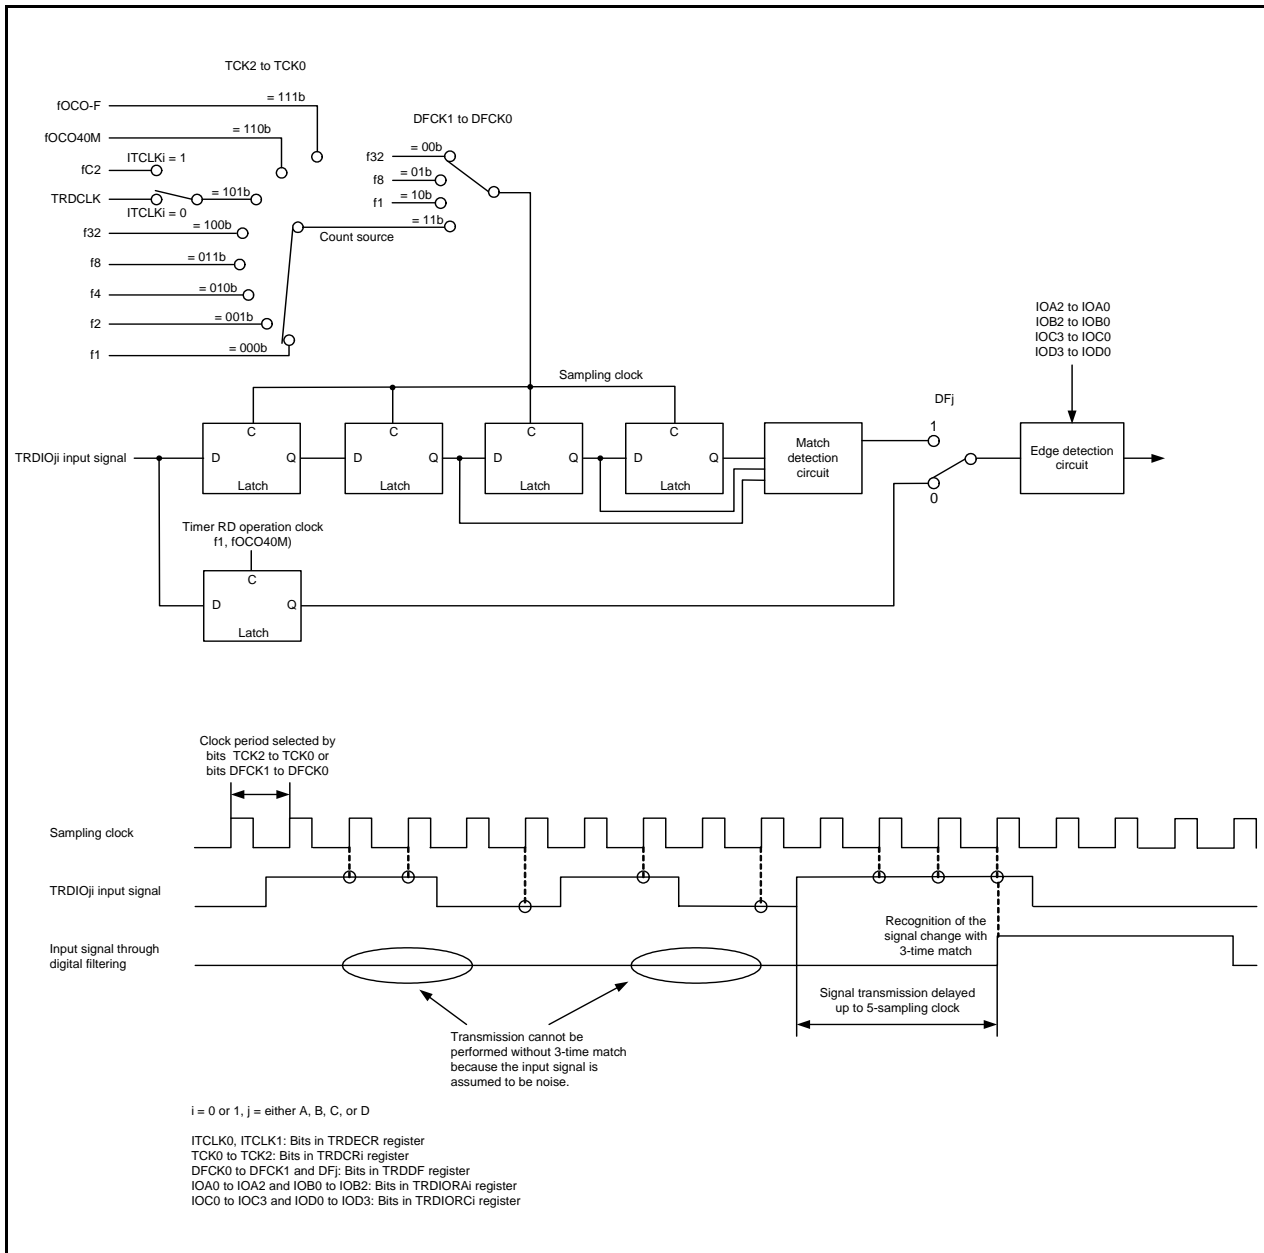 TCK2 to TCK0
fOCO-F
= 111b
fOCO40M
= 110b
fC2
ITCLKi = 1
TRDCLK
= 101b
ITCLKi = 0
f32
= 100b
f8
= 011b
f4
= 010b
f2
= 001b
f1
= 000b
Count source
DFCK1 to DFCK0
f32
= 00b
f8
= 01b
f1
= 10b
= 11b
IOA2 to IOA0
IOB2 to IOB0
IOC3 to IOC0
IOD3 to IOD0
Sampling clock
DFj
TRDIOji input signal
C
D
Q
Latch
C
D
Q
Latch
C
D
Q
Latch
C
D
Q
Latch
Match
detection
circuit
1
0
Edge detection
circuit
Timer RD operation clock
f1, fOCO40M)
C
D
Q
Latch
Clock period selected by
bits TCK2 to TCK0 or
bits DFCK1 to DFCK0
Sampling clock
TRDIOji input signal
Input signal through
digital filtering
Recognition of the
signal change with
3-time match
Signal transmission delayed
up to 5-sampling clock
Transmission cannot be
performed without 3-time match
because the input signal is
assumed to be noise.
i = 0 or 1, j = either A, B, C, or D
ITCLK0, ITCLK1: Bits in TRDECR register
TCK0 to TCK2: Bits in TRDCRi register
DFCK0 to DFCK1 and DFj: Bits in TRDDF register
IOA0 to IOA2 and IOB0 to IOB2: Bits in TRDIORAi register
IOC0 to IOC3 and IOD0 to IOD3: Bits in TRDIORCi register